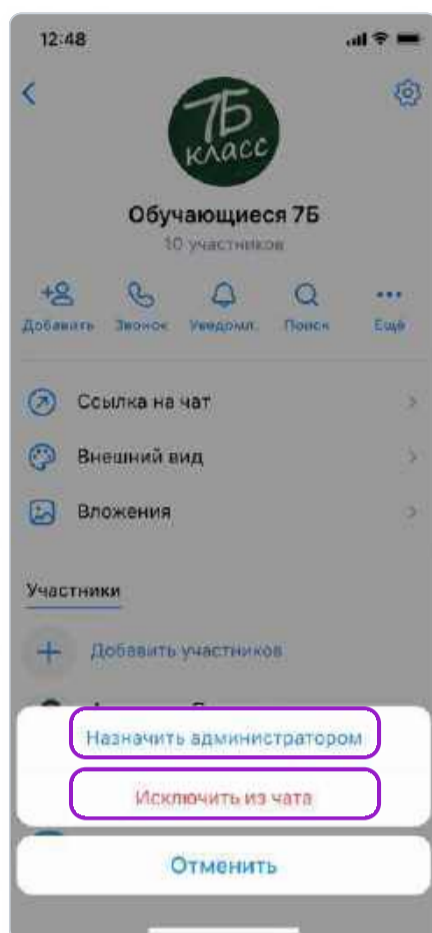 12:48
7Б
класс
Обучающиеся 7Б
10 участников
Добавить Звонок Уведомл. Поиск Ещё
Ссылка на чат
Внешний вид
Вложения
Участники
Добавить участников
Назначить администратором
Исключить из чата
Отменить